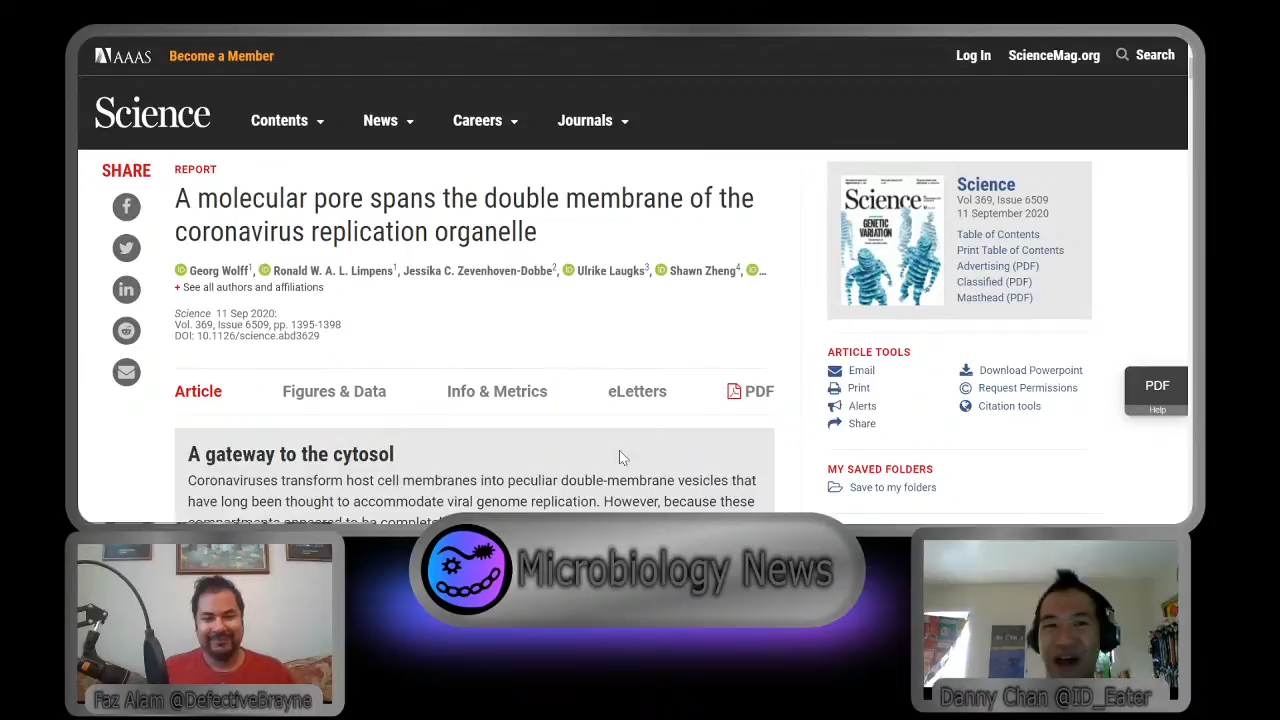 AAAS
Become a Member
Log In
ScienceMag.org
Search
Science
Contents
News
Careers
Journals
SHARE
REPORT
A molecular pore spans the double membrane of the
coronavirus replication organelle
Georg Wolff1, Ronald W. A. L. Limpens1, Jessika C. Zevenhoven-Dobbe2, Ulrike Laugks3, Shawn Zheng4, ...
+ See all authors and affiliations
Science 11 Sep 2020:
Vol. 369, Issue 6509, pp. 1395-1398
DOI: 10.1126/science.abd3629
Article
Figures & Data
Info & Metrics
eLetters
PDF
A gateway to the cytosol
Coronaviruses transform host cell membranes into peculiar double-membrane vesicles that
have long been thought to accommodate viral genome replication. However, because these
Science
GENETIC
VARIATION
Science
Vol 369, Issue 6509
11 September 2020
Table of Contents
Print Table of Contents
Advertising (PDF)
Classified (PDF)
Masthead (PDF)
ARTICLE TOOLS
Email
Download Powerpoint
Print
Request Permissions
Alerts
Citation tools
Share
MY SAVED FOLDERS
Save to my folders
PDF
Help
Microbiology News
Faz Alam @DefectiveBrayne
Danny Chan @ID_Eater